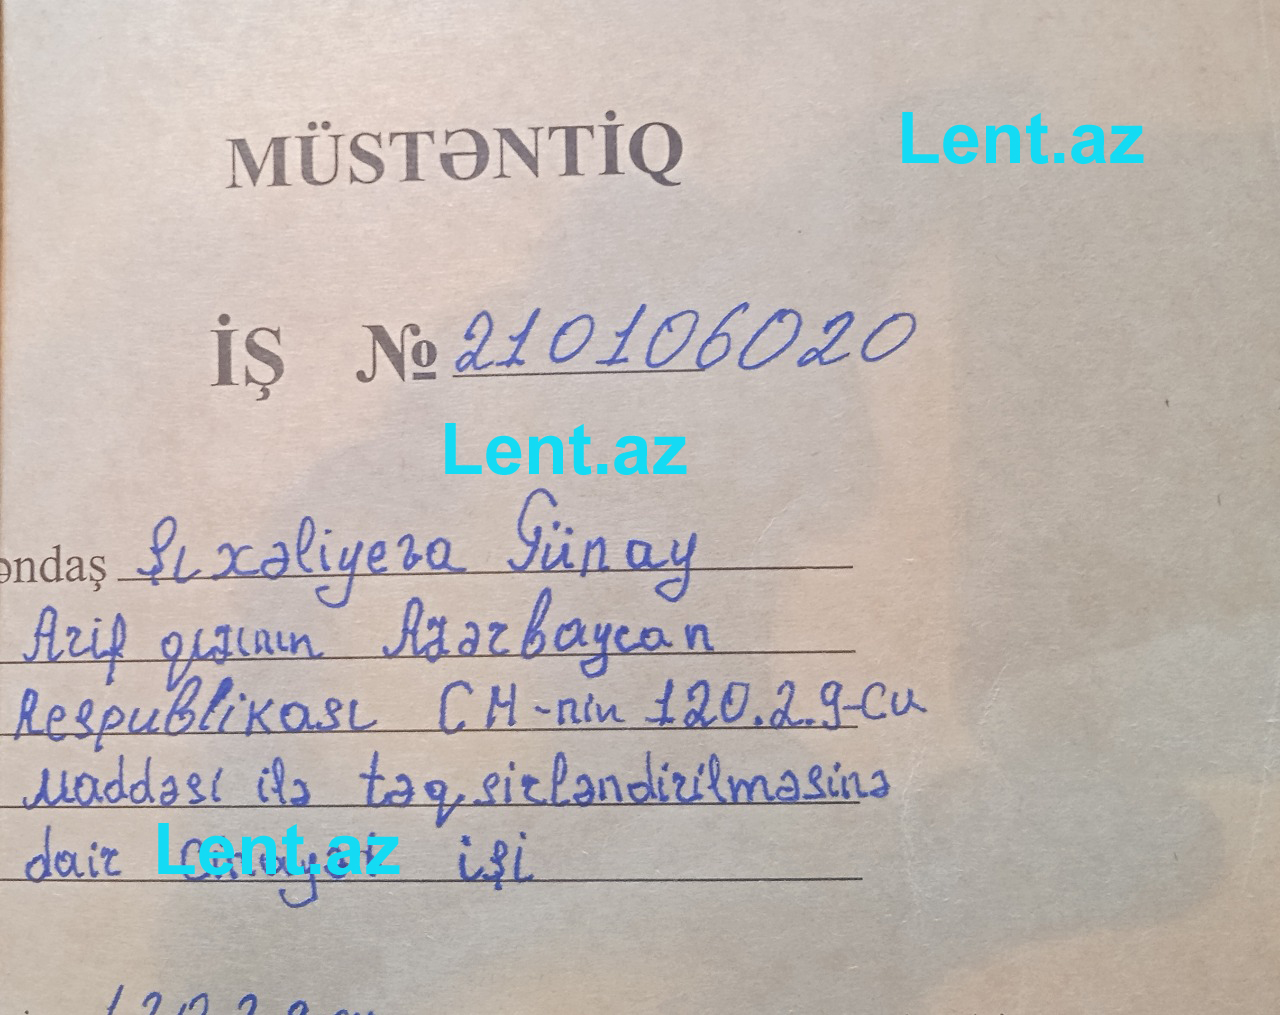 MÜSTƏNTİQ
Lent.az
İŞ № 210106020
Lent.az
əndaş Şıxəliyeva Günay
Arif qızının Azərbaycan
Respublikası CM-nin 120.2.9-cu
maddəsi ilə təqsirləndirilməsinə
dair cinayət işi
Lent.az